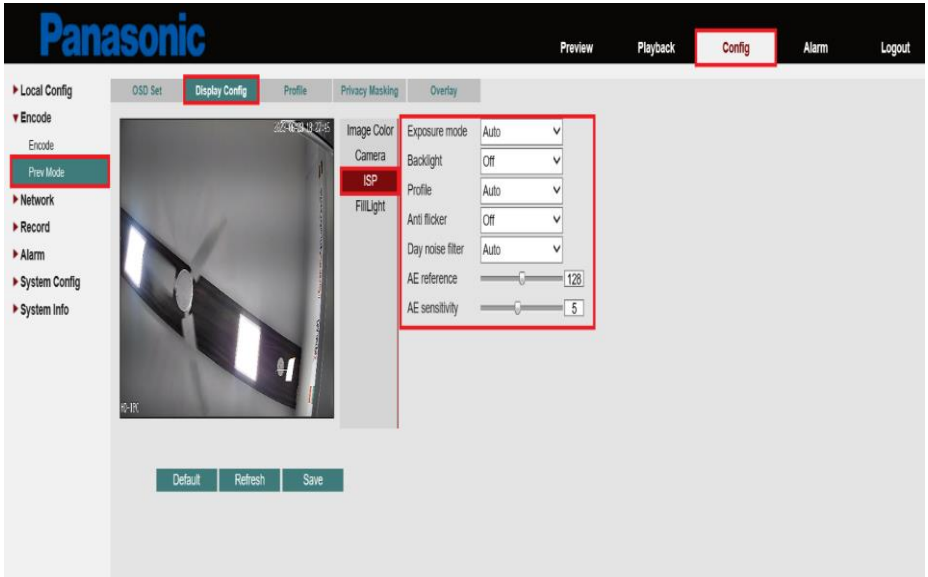 Panasonic
Preview Playback Config Alarm Logout
Local Config
Encode
Encode
Prev Mode
Network
Record
Alarm
System Config
System Info
OSD Set Display Config Profile Privacy Masking Overlay
HD-IPC
Image Color
Camera
ISP
FillLight
Exposure mode Auto
Backlight Off
Profile Auto
Anti flicker Off
Day noise filter Auto
AE reference 128
AE sensitivity 5
Default Refresh Save